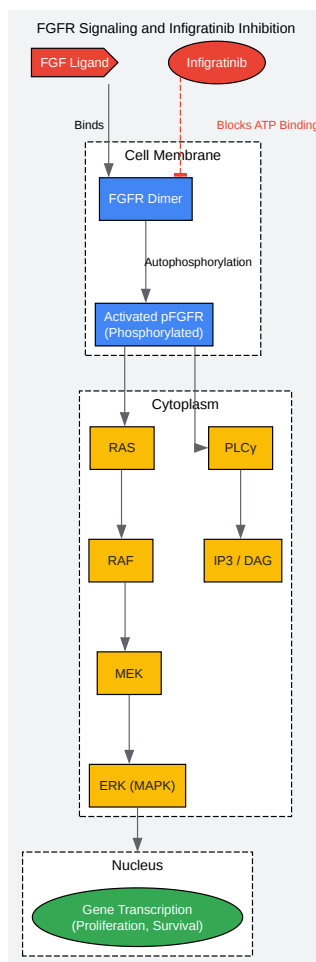 FGFR Signaling and Infigratinib Inhibition
FGF Ligand
Infigratinib
Binds
Blocks ATP Binding
Cell Membrane
FGFR Dimer
Autophosphorylation
Activated pFGFR
(Phosphorylated)
Cytoplasm
RAS
PLCγ
RAF
IP3 / DAG
MEK
ERK (MAPK)
Nucleus
Gene Transcription
(Proliferation, Survival)